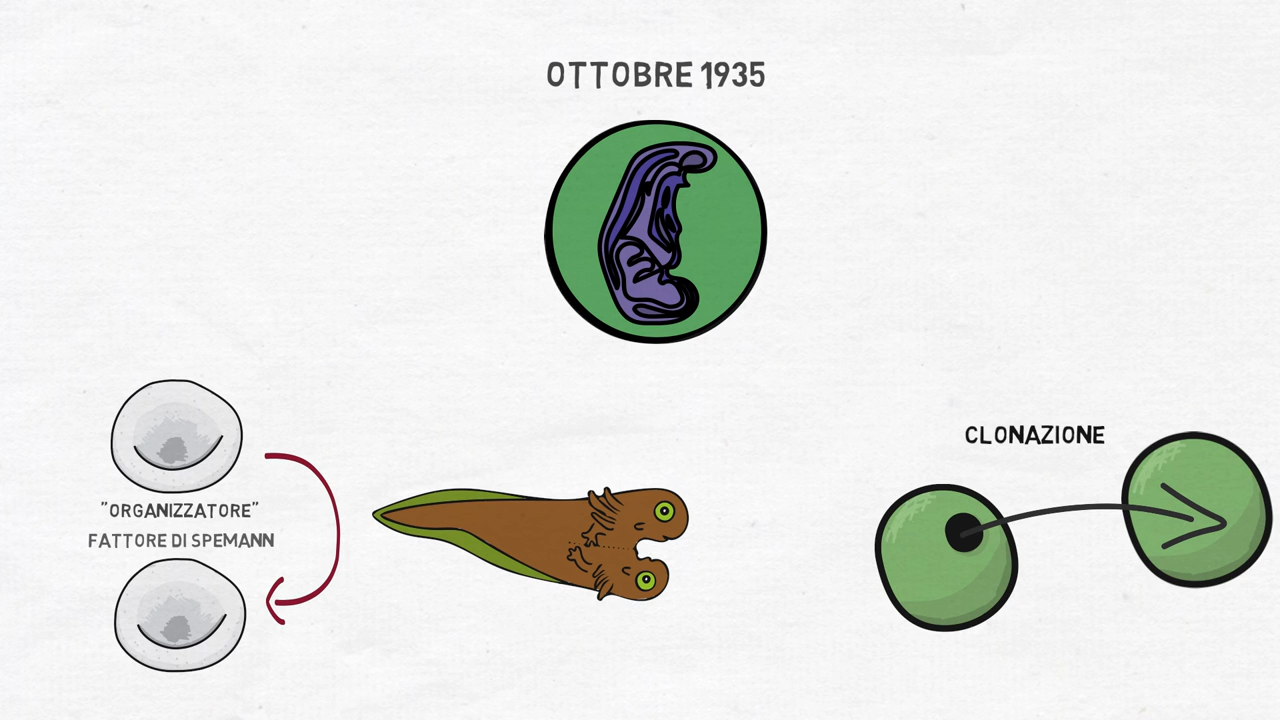 OTTOBRE 1935
CLONAZIONE
"ORGANIZZATORE"
FATTORE DI SPEMANN